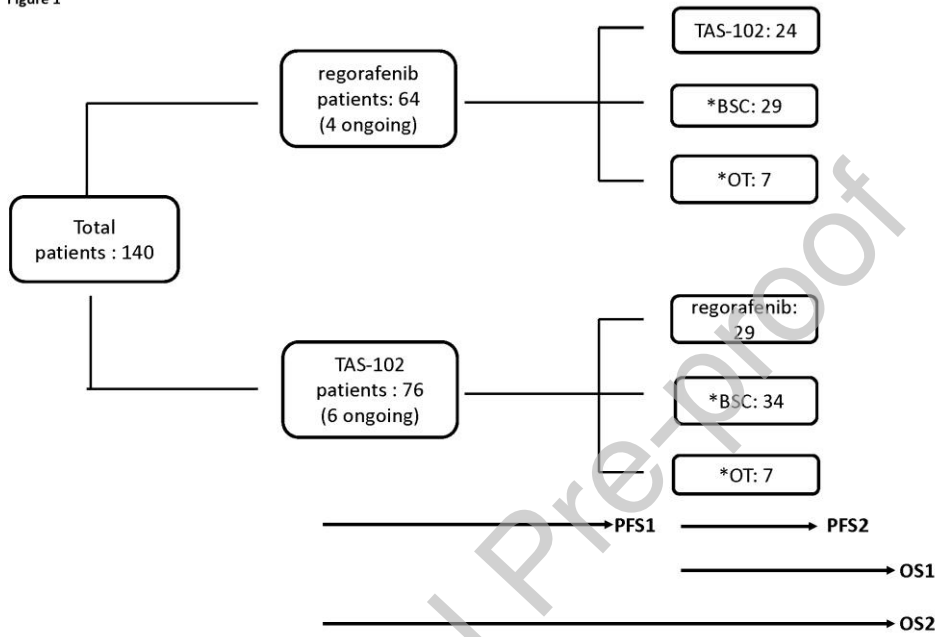 Figure 1
regorafenib
patients: 64
(4 ongoing)
TAS-102: 24
*BSC: 29
*OT: 7
Total
patients : 140
TAS-102
patients : 76
(6 ongoing)
regorafenib:
29
*BSC: 34
*OT: 7
PFS1
PFS2
OS1
OS2
l Pre-proof